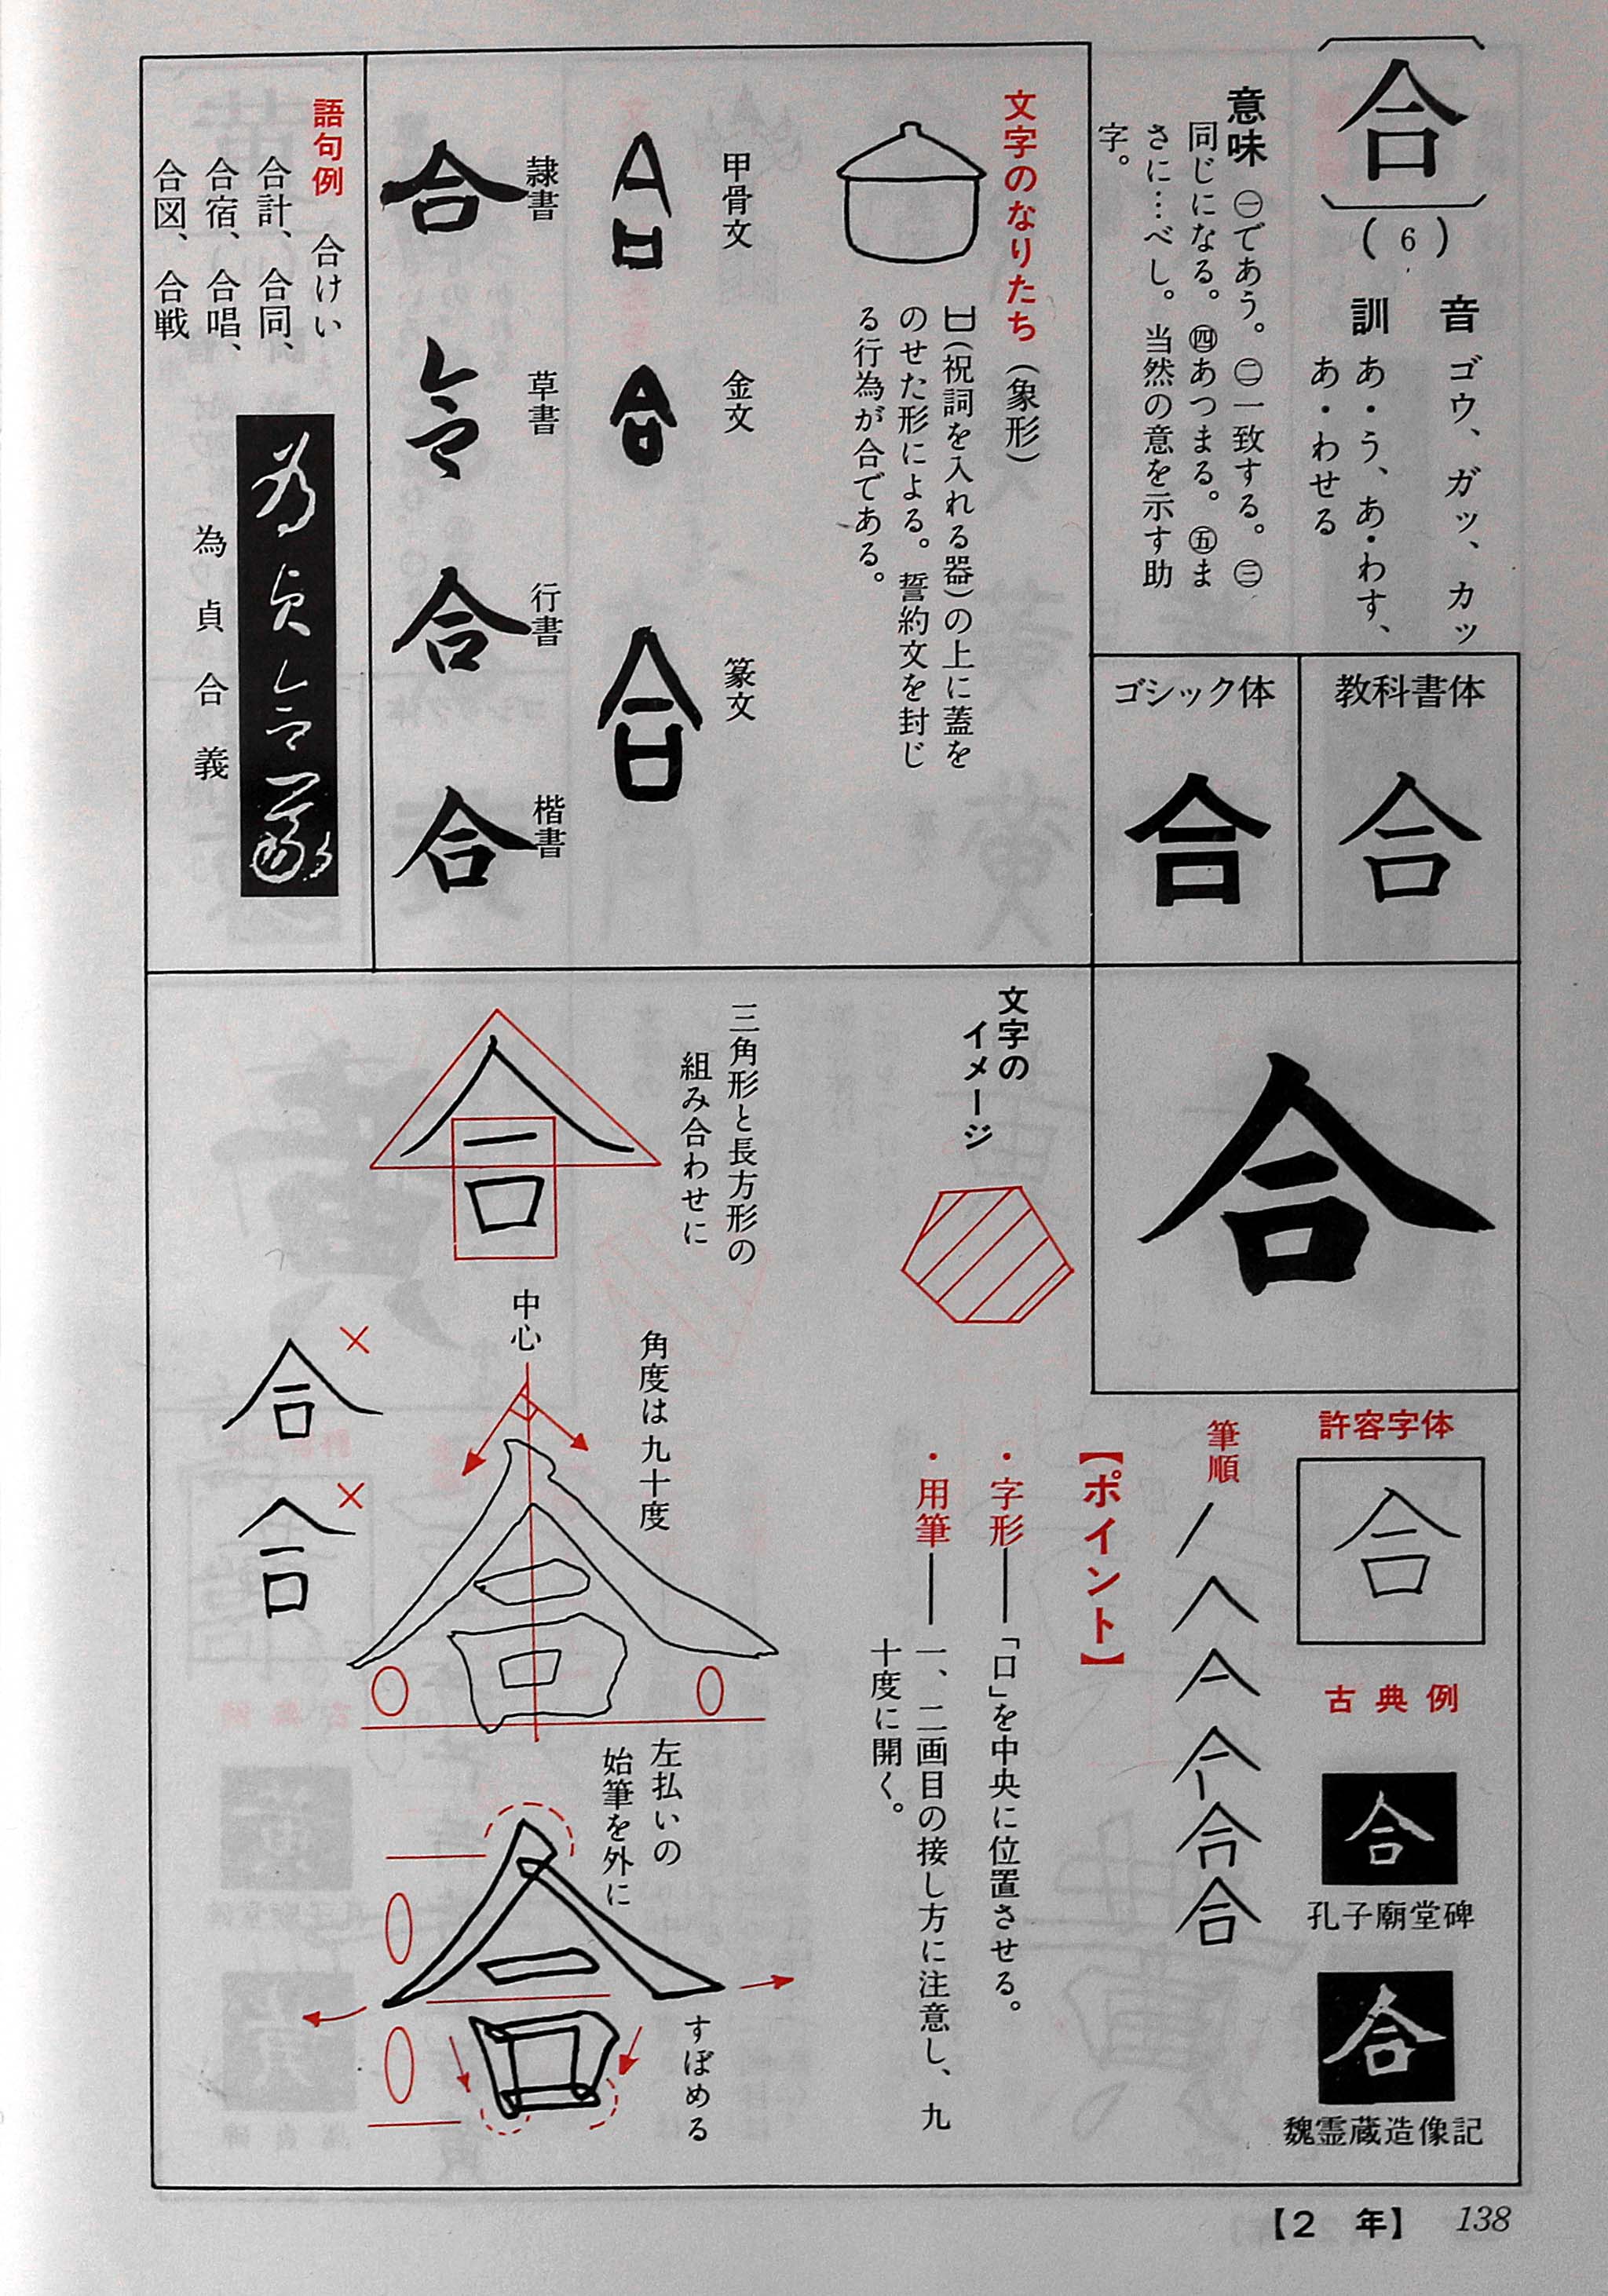 合
(6)
音 ゴウ、ガッ、カッ
訓 あ・う、あ・わす、
あ・わせる
意味 ㊀であう。㊁一致する。㊂
同じになる。㊃あつまる。㊄ま
さに…べし。当然の意を示す助
字。
教科書体
合
ゴシック体
合
文字のなりたち(象形)
(祝詞を入れる器)の上に蓋を
のせた形による。誓約文を封じ
る行為が合である。
甲骨文
金文
篆文
隷書
合
草書
合
行書
合
楷書
合
語句例 合けい
合計、合同、
合宿、合唱、
合図、合戦
為貞合義
合
許容字体
合
古典例
合
孔子廟堂碑
合
魏霊蔵造像記
筆順
合
【ポイント】
・字形――「口」を中央に位置させる。
・用筆――一、二画目の接し方に注意し、九
十度に開く。
文字の
イメージ
三角形と長方形の
組み合わせに
合
中心
角度は九十度
合
左払いの
始筆を外に
合
すぼめる
×
合
×
合
【2 年】 138